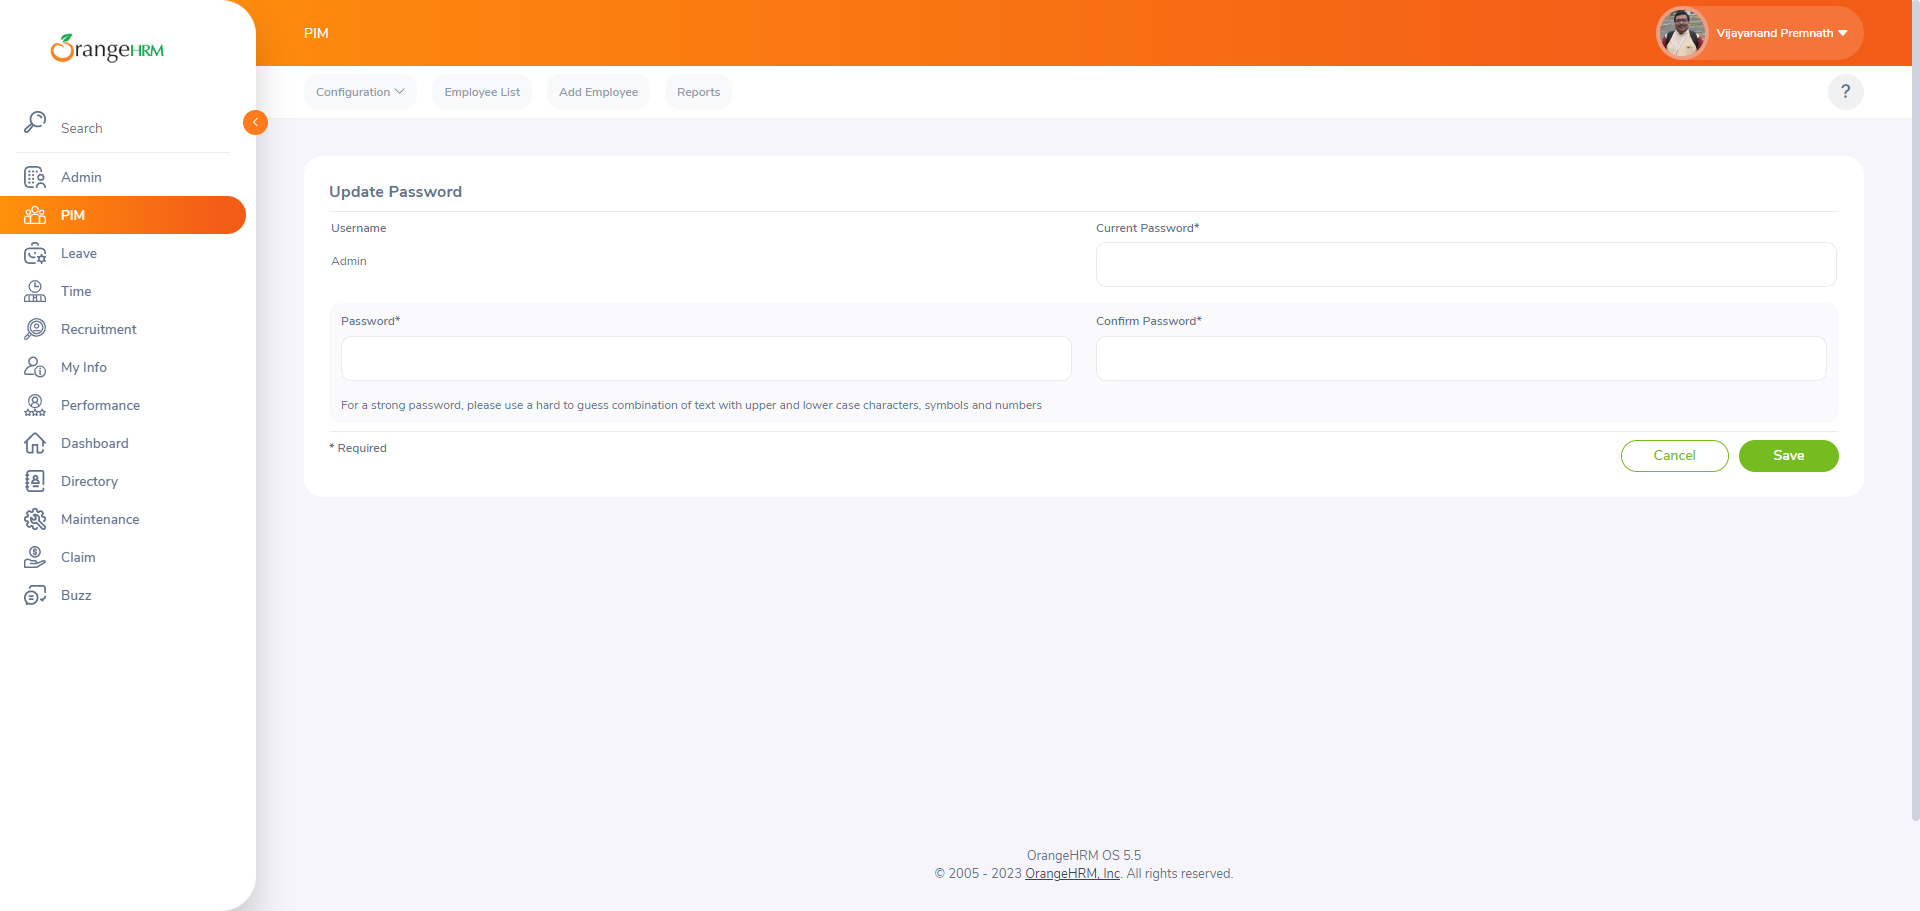 OrangeHRM
PIM
Vijayanand Premnath
Configuration
Employee List
Add Employee
Reports
?
Search
Admin
PIM
Leave
Time
Recruitment
My Info
Performance
Dashboard
Directory
Maintenance
Claim
Buzz
Update Password
Username
Admin
Current Password*
Password*
Confirm Password*
For a strong password, please use a hard to guess combination of text with upper and lower case characters, symbols and numbers
* Required
Cancel
Save
OrangeHRM OS 5.5
© 2005 - 2023 OrangeHRM, Inc. All rights reserved.